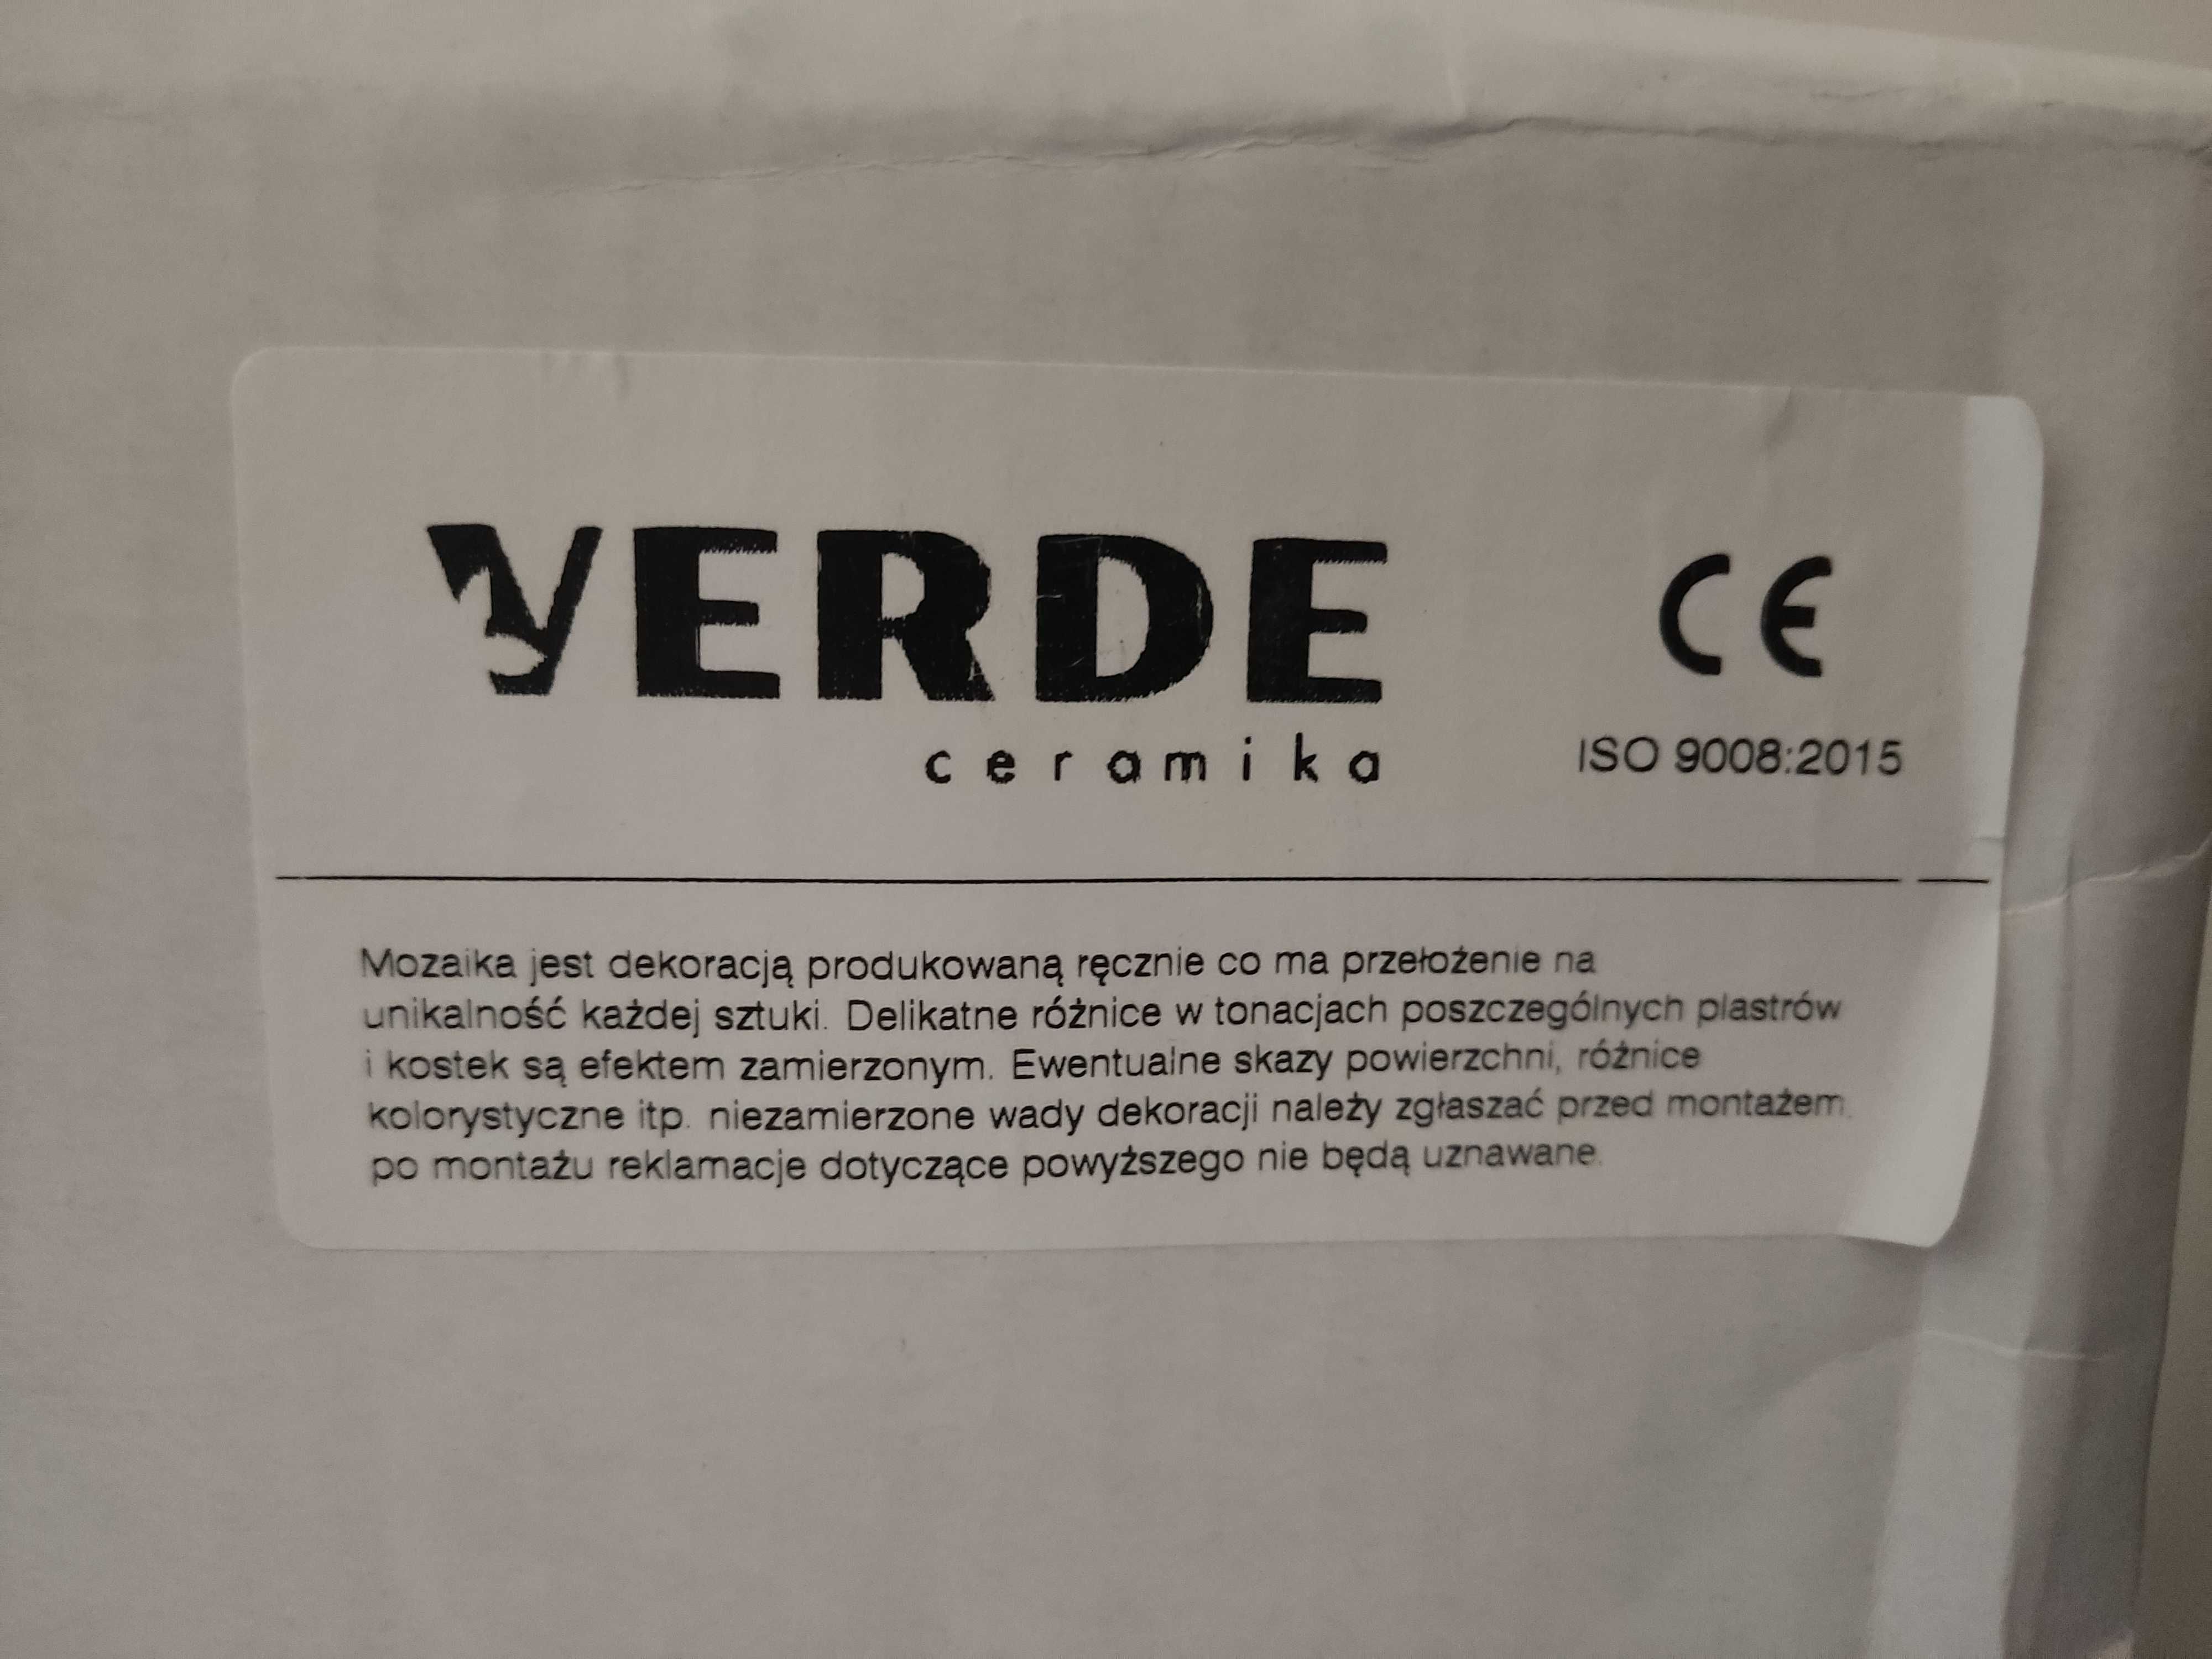 VERDE
ceramika
CE
ISO 9008:2015
Mozaika jest dekoracją produkowaną ręcznie co ma przełożenie na
unikalność każdej sztuki. Delikatne różnice w tonacjach poszczególnych plastrów
i kostek są efektem zamierzonym. Ewentualne skazy powierzchni, różnice
kolorystyczne itp. niezamierzone wady dekoracji należy zgłaszać przed montażem.
po montażu reklamacje dotyczące powyższego nie będą uznawane.